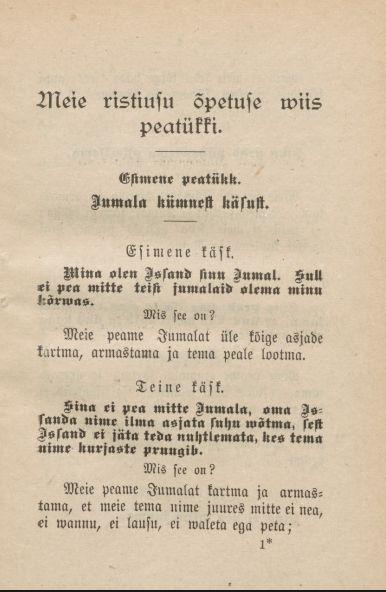 Meie ristiusu õpetuse wiis
peatükki.
Esimene peatükk.
Jumala kümnest käsust.
Esimene käsk.
Mina olen Issand sinu Jumal. Sull
ei pea mitte teist jumalaid olema minu
kõrwas.
Mis see on?
Meie peame Jumalat üle kõige asjade
kartma, armastama ja tema peale lootma.
Teine käsk.
Sina ei pea mitte Jumala, oma Is-
sanda nime ilma asjata suhu wõtma, sest
Issand ei jäta teda nuhtlemata, kes tema
nime kurjaste pruugib.
Mis see on?
Meie peame Jumalat kartma ja armas-
tama, et meie tema nime juures mitte ei nea,
ei wannu, ei lausu, ei waleta ega peta;
1*